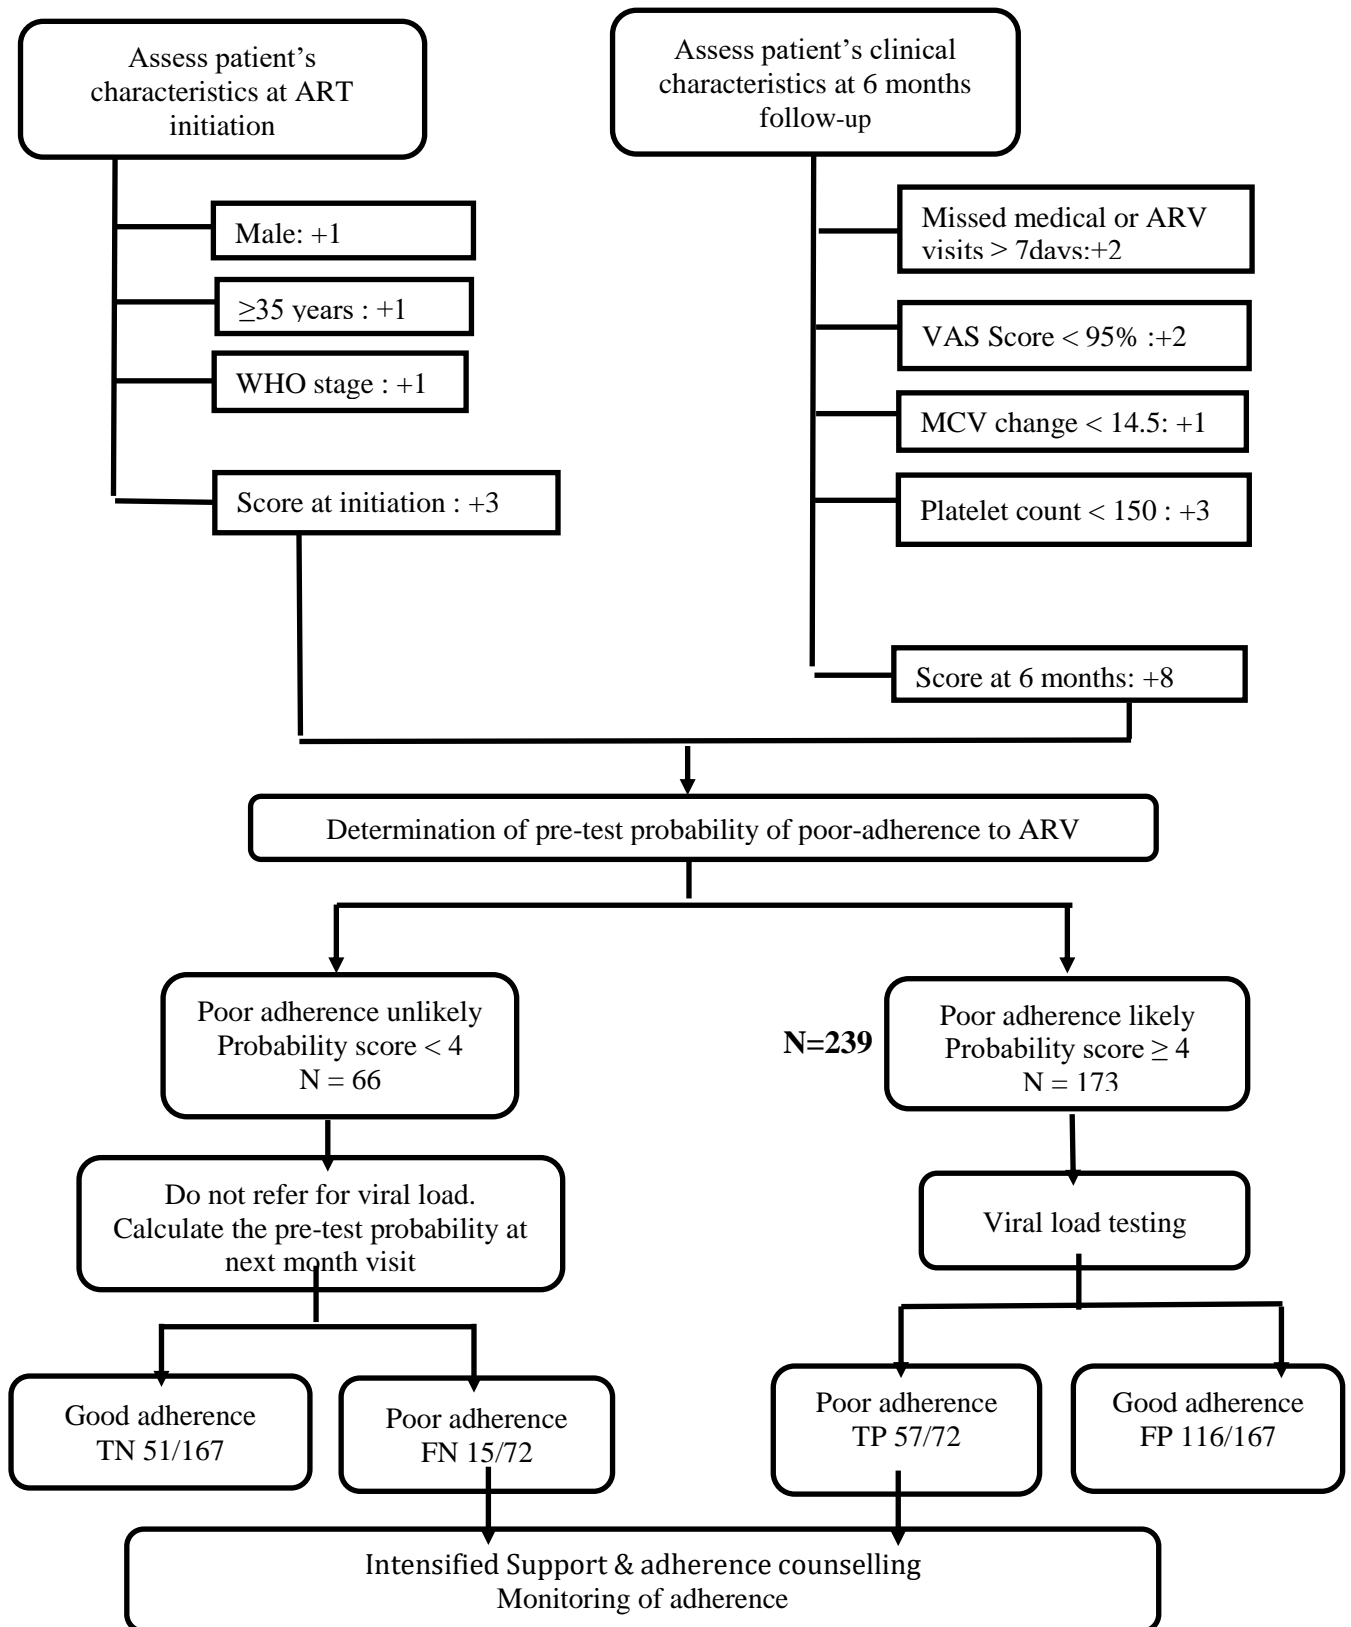 Assess patient’s
characteristics at ART
initiation
Assess patient’s clinical
characteristics at 6 months
follow-up
Male: +1
≥35 years : +1
WHO stage : +1
Score at initiation : +3
Missed medical or ARV
visits > 7days:+2
VAS Score < 95% :+2
MCV change < 14.5: +1
Platelet count < 150 : +3
Score at 6 months: +8
Determination of pre-test probability of poor-adherence to ARV
Poor adherence unlikely
Probability score < 4
N = 66
N=239
Poor adherence likely
Probability score ≥ 4
N = 173
Do not refer for viral load.
Calculate the pre-test probability at
next month visit
Viral load testing
Good adherence
TN 51/167
Poor adherence
FN 15/72
Poor adherence
TP 57/72
Good adherence
FP 116/167
Intensified Support & adherence counselling
Monitoring of adherence